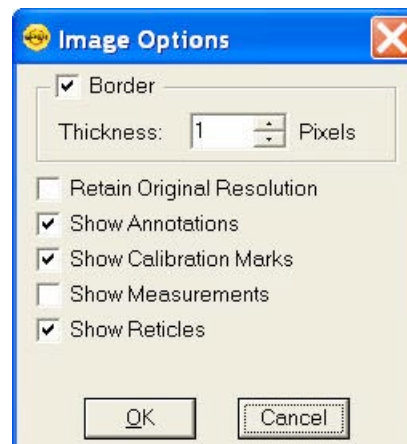 Image Options
Border
Thickness: 1 Pixels
Retain Original Resolution
Show Annotations
Show Calibration Marks
Show Measurements
Show Reticles
OK Cancel